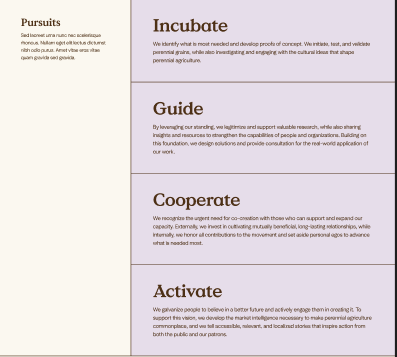 Pursuits
Sed laoreet urna nunc nec scelerisque
rhoncus. Nullam eget elit luctus dictumst
nibh odio purus. Amet vitae eros vitae
quam gravida sed gravida.
Incubate
We identify what is most needed and develop proofs of concept. We initiate, test, and validate
perennial grains, while also investigating and engaging with the cultural ideas that shape
perennial agriculture.
Guide
By leveraging our standing, we legitimize and support valuable research, while also sharing
insights and resources to strengthen the capabilities of people and organizations. Building on
this foundation, we design solutions and provide consultation for the real-world application of
our work.
Cooperate
We recognize the urgent need for co-creation with those who can support and expand our
capacity. Externally, we invest in cultivating mutually beneficial, long-lasting relationships, while
internally, we honor all contributions to the movement and set aside personal egos to advance
what is needed most.
Activate
We galvanize people to believe in a better future and actively engage them in creating it. To
support this vision, we develop the market intelligence necessary to make perennial agriculture
commonplace, and we tell accessible, relevant, and localized stories that inspire action from
both the public and our patrons.